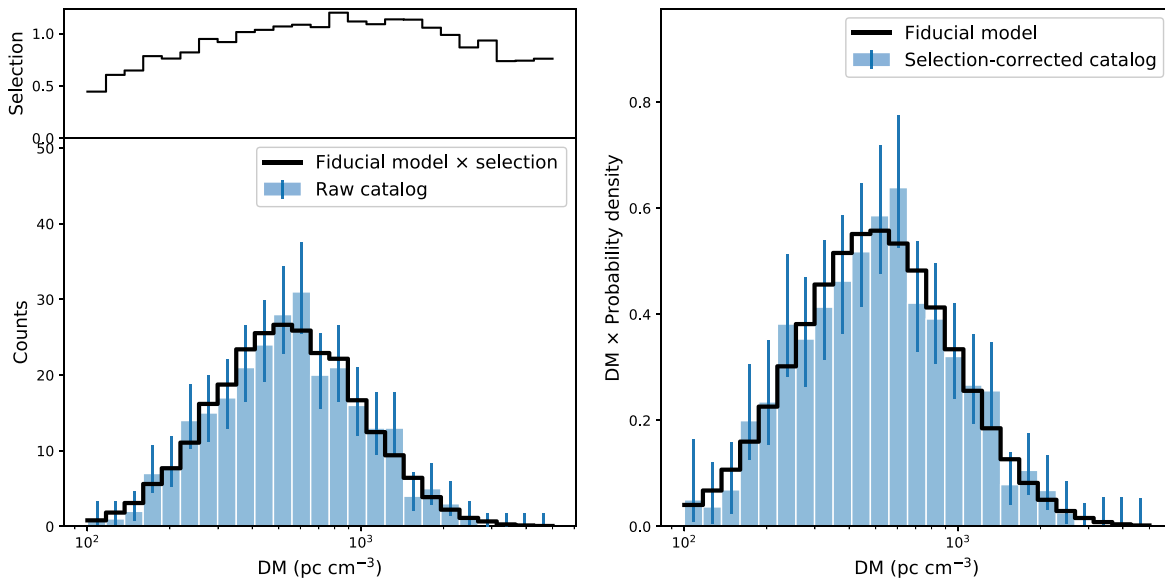 1.0
0.5
0.0
Selection
50
40
30
20
10
0
Counts
Fiducial model × selection
Raw catalog
10²
10³
DM (pc cm⁻³)
Fiducial model
Selection-corrected catalog
0.8
0.6
0.4
0.2
0.0
DM × Probability density
10²
10³
DM (pc cm⁻³)